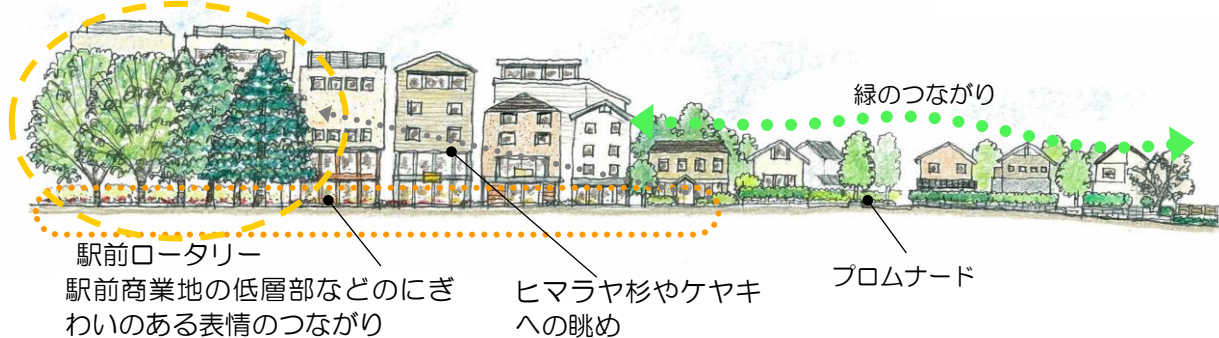 緑のつながり
駅前ロータリー
駅前商業地の低層部などのにぎ
わいのある表情のつながり
ヒマラヤ杉やケヤキ
への眺め
プロムナード